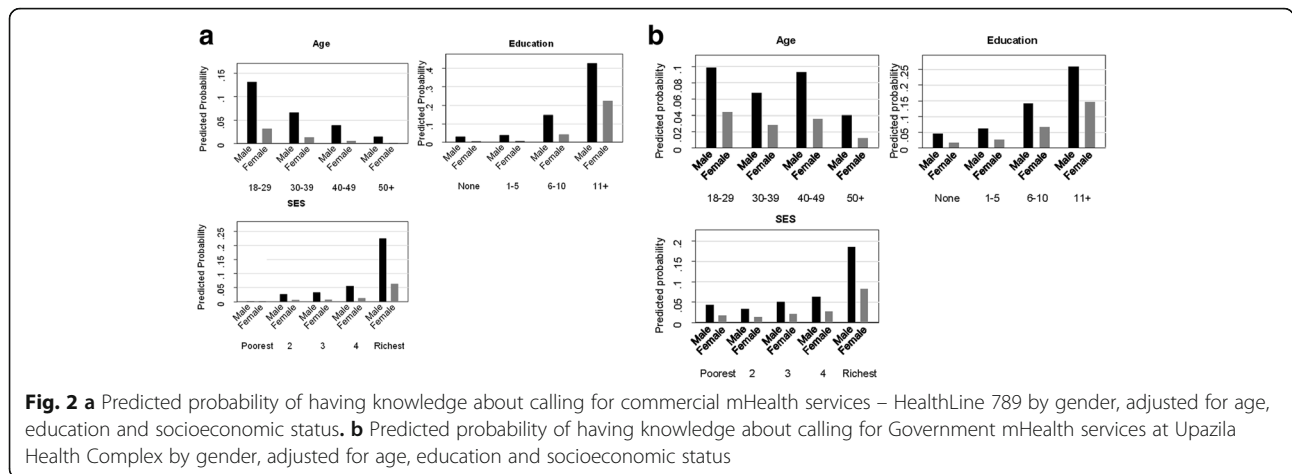 a
Age
Predicted Probability
0 .05 .1 .15
Male Female Male Female Male Female Male Female
18-29 30-39 40-49 50+
Education
Predicted Probability
0 .1 .2 .3 .4
Male Female Male Female Male Female Male Female
None 1-5 6-10 11+
SES
Predicted Probability
0 .05 .1 .15 .2 .25
Male Female Male Female Male Female Male Female Male Female
Poorest 2 3 4 Richest
b
Age
Predicted probability
0 .02 .04 .06 .08 .1
Male Female Male Female Male Female Male Female
18-29 30-39 40-49 50+
Education
Predicted probability
0 .05 .1 .15 .2 .25
Male Female Male Female Male Female Male Female
None 1-5 6-10 11+
SES
Predicted probability
0 .05 .1 .15 .2
Male Female Male Female Male Female Male Female Male Female
Poorest 2 3 4 Richest
Fig. 2 a Predicted probability of having knowledge about calling for commercial mHealth services – HealthLine 789 by gender, adjusted for age,
education and socioeconomic status. b Predicted probability of having knowledge about calling for Government mHealth services at Upazila
Health Complex by gender, adjusted for age, education and socioeconomic status